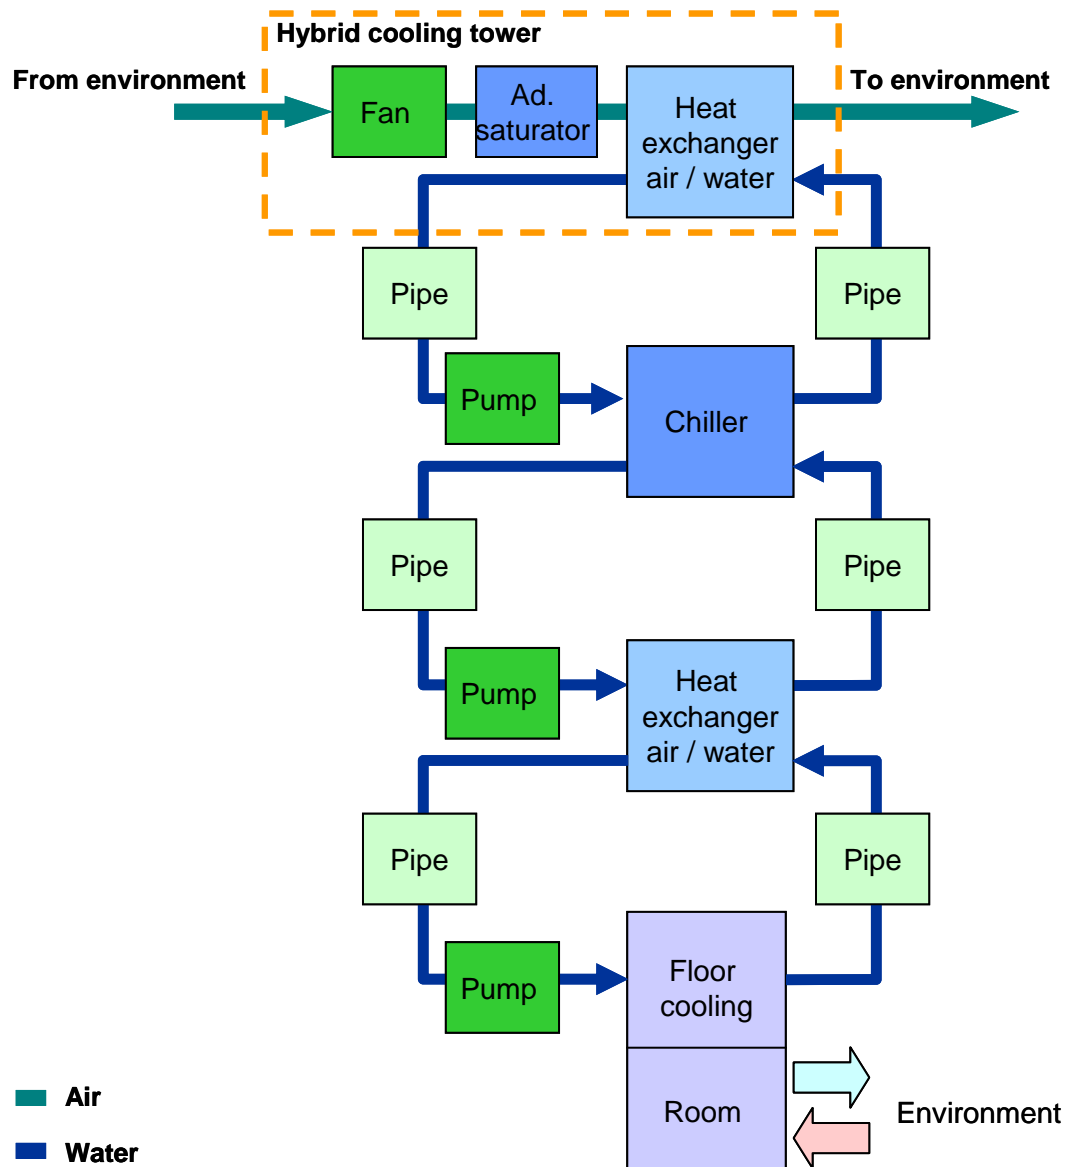 Hybrid cooling tower
From environment
To environment
Fan
Ad.
saturator
Heat
exchanger
air / water
Pipe
Pipe
Pump
Chiller
Pipe
Pipe
Pump
Heat
exchanger
air / water
Pipe
Pipe
Pump
Floor
cooling
Room
Environment
Air
Water